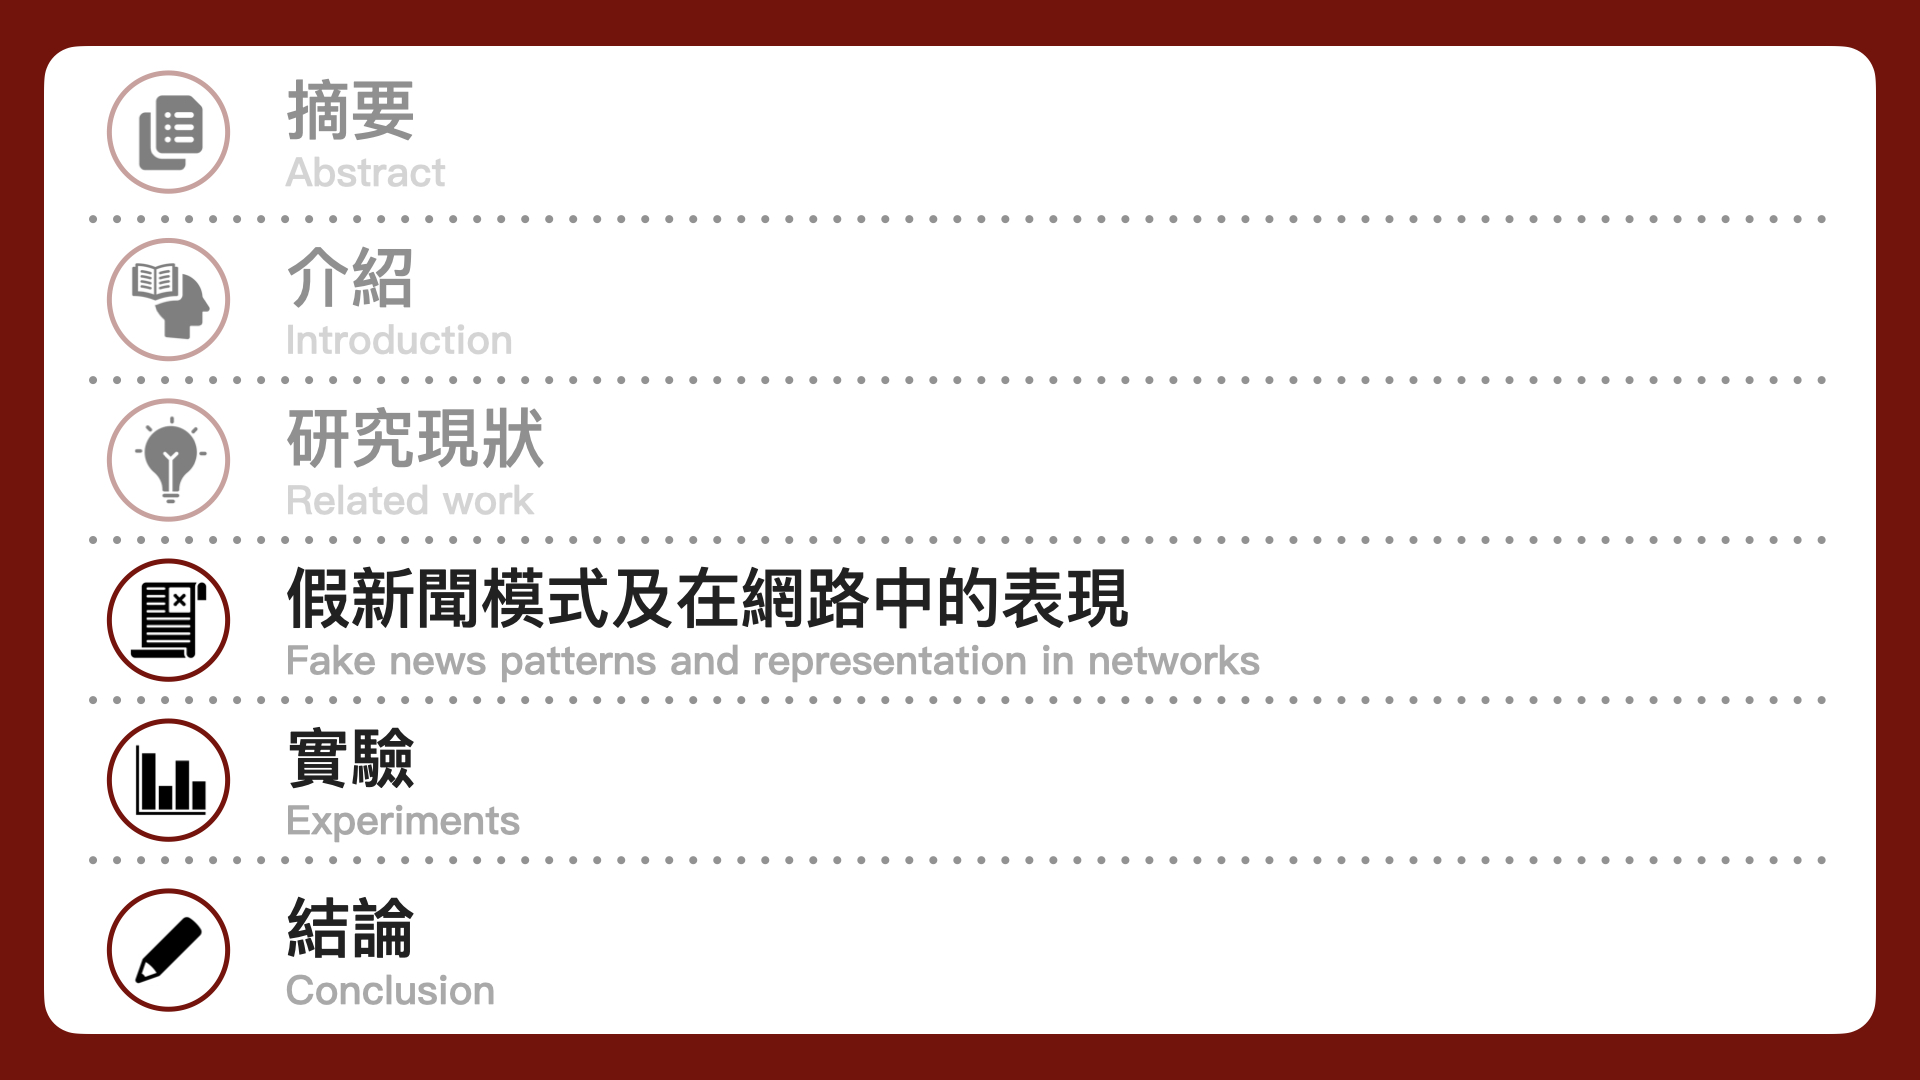 摘要
Abstract
介紹
Introduction
研究現狀
Related work
假新聞模式及在網路中的表現
Fake news patterns and representation in networks
實驗
Experiments
結論
Conclusion